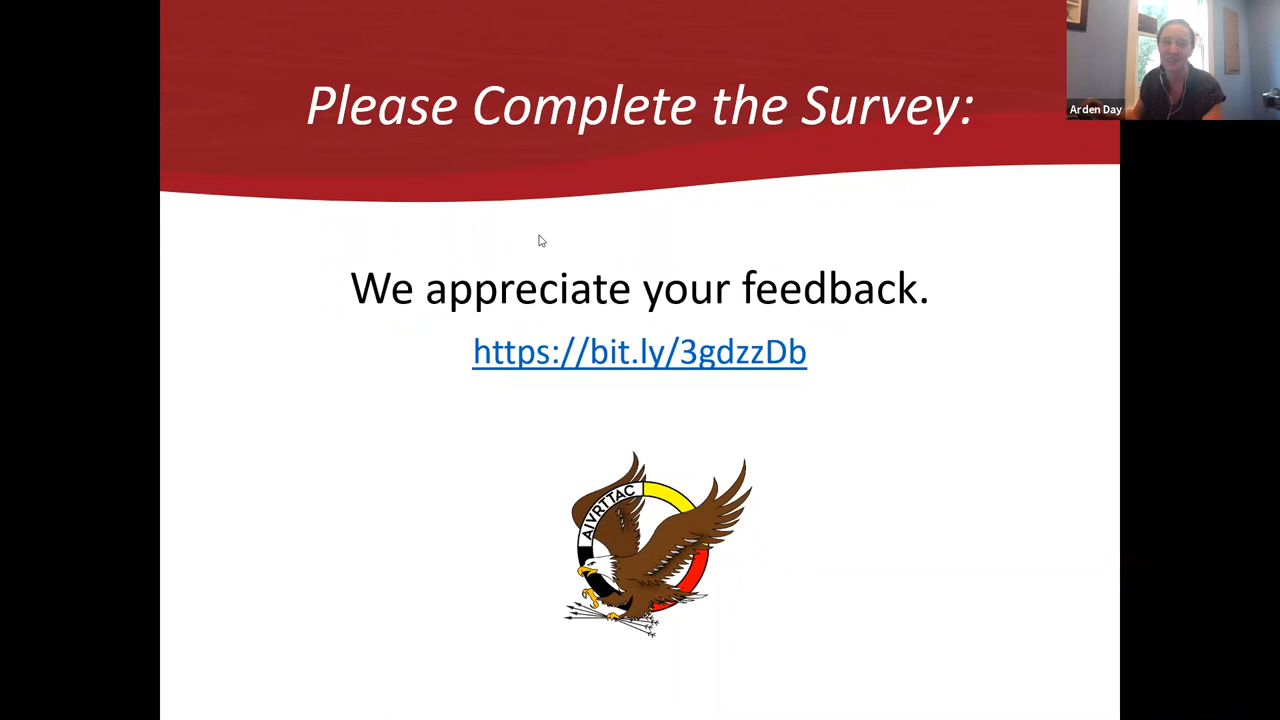 Please Complete the Survey:
Arden Day
We appreciate your feedback.
https://bit.ly/3gdzzDb
AIVRTTAC